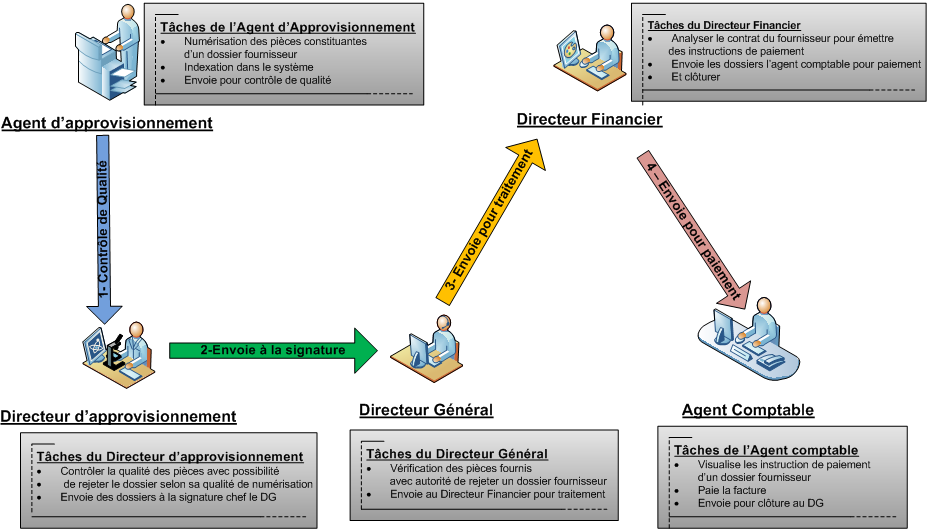 Tâches de l'Agent d'Approvisionnement
• Numérisation des pièces constituantes
d'un dossier fournisseur
• Indexation dans le système
• Envoie pour contrôle de qualité
Agent d'approvisionnement
Tâches du Directeur Financier
• Analyser le contrat du fournisseur pour émettre
des instructions de paiement
• Envoie les dossiers l'agent comptable pour paiement
• Et clôturer
Directeur Financier
1- Contrôle de Qualité
2-Envoie à la signature
3- Envoie pour traitement
4 – Envoie pour paiement
Directeur d'approvisionnement
Tâches du Directeur d'approvisionnement
• Contrôler la qualité des pièces avec possibilité
• de rejeter le dossier selon sa qualité de numérisation
• Envoie des dossiers à la signature chef le DG
Directeur Général
Tâches du Directeur Général
• Vérification des pièces fournis
avec autorité de rejeter un dossier fournisseur
• Envoie au Directeur Financier pour traitement
Agent Comptable
Tâches de l'Agent comptable
• Visualise les instruction de paiement
d'un dossier fournisseur
• Paie la facture
• Envoie pour clôture au DG